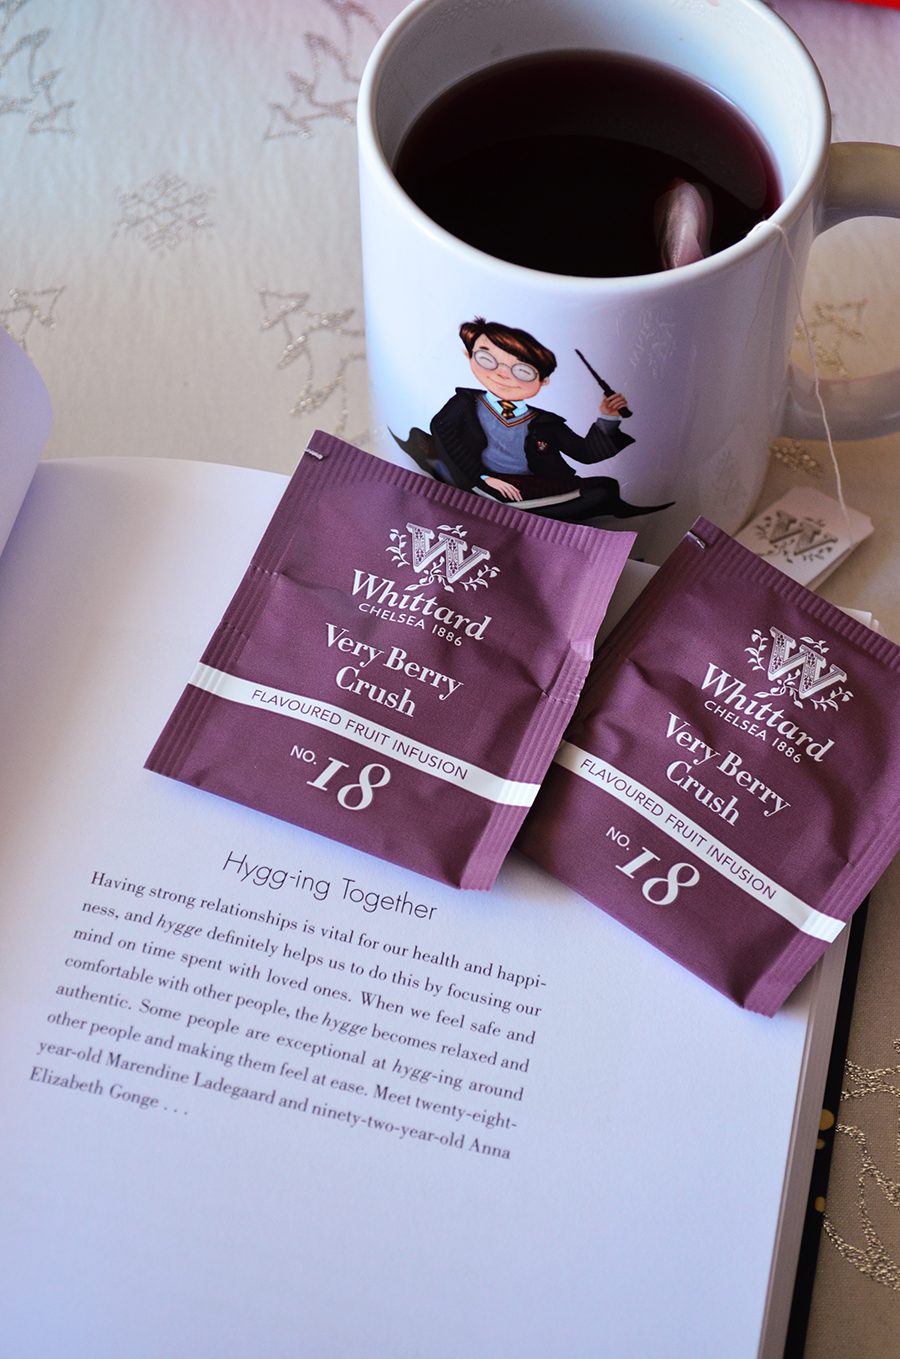 W
Whittard
CHELSEA 1886
Very Berry
Crush
FLAVOURED FRUIT INFUSION
NO. 18
W
Whittard
CHELSEA 1886
Very Berry
Crush
FLAVOURED FRUIT INFUSION
NO. 18
W
Hygg-ing Together
Having strong relationships is vital for our health and happi-
ness, and hygge definitely helps us to do this by focusing our
mind on time spent with loved ones. When we feel safe and
comfortable with other people, the hygge becomes relaxed and
authentic. Some people are exceptional at hygg-ing around
other people and making them feel at ease. Meet twenty-eight-
year-old Marendine Ladegaard and ninety-two-year-old Anna
Elizabeth Gonge . . .